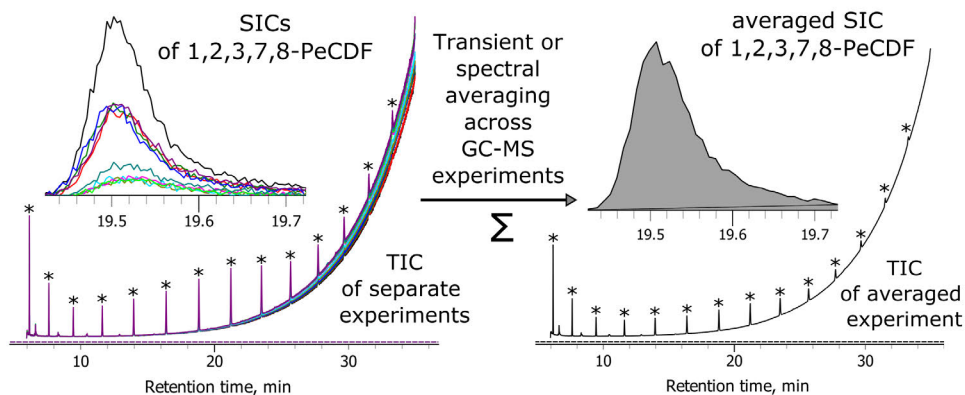 SICs
of 1,2,3,7,8-PeCDF
19.5 19.6 19.7
* * * * * * * * * * * * *
TIC
of separate
experiments
10 20 30
Retention time, min
Transient or
spectral
averaging
across
GC-MS
experiments
Σ
averaged SIC
of 1,2,3,7,8-PeCDF
19.5 19.6 19.7
* * * * * * * * * * * * *
TIC
of averaged
experiment
10 20 30
Retention time, min